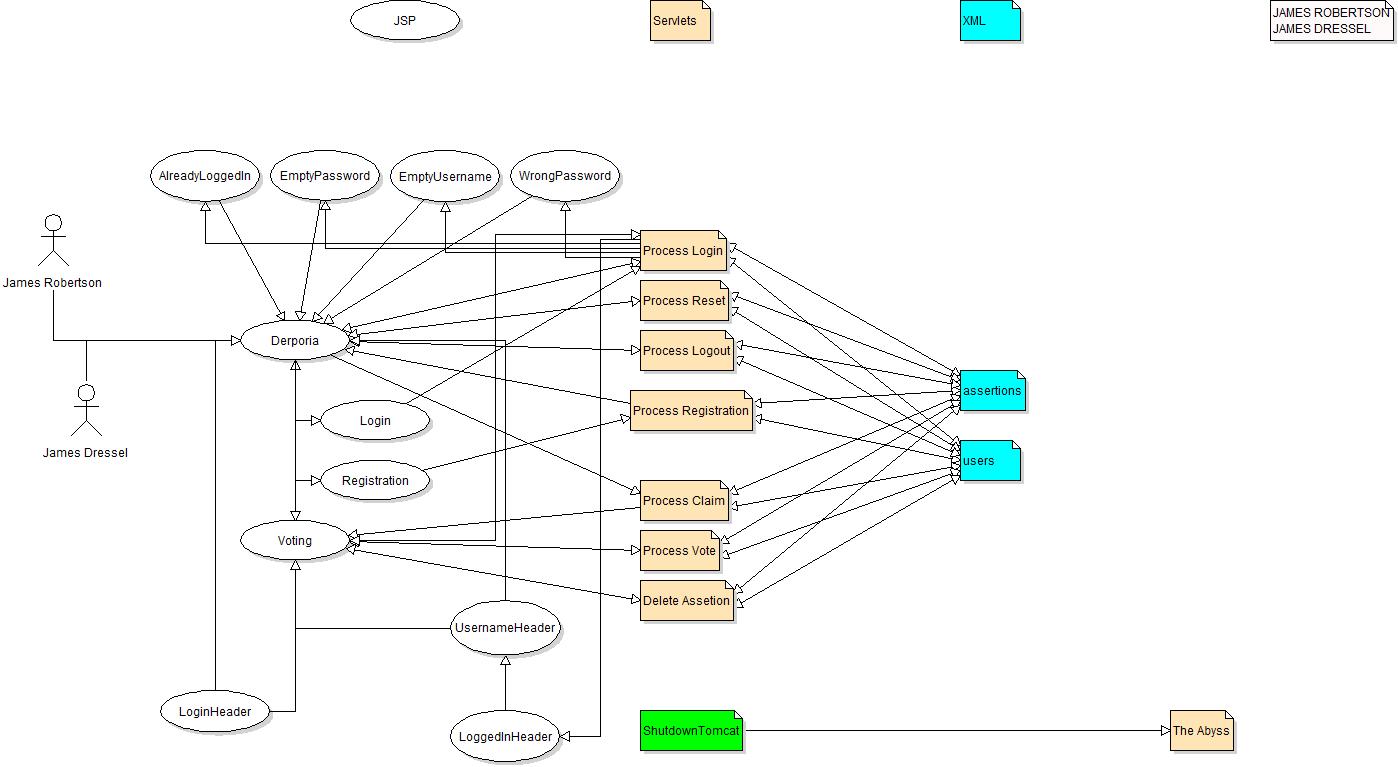 JSP
Servlets
XML
JAMES ROBERTSON
JAMES DRESSEL
AlreadyLoggedIn
EmptyPassword
EmptyUsername
WrongPassword
James Robertson
Process Login
Process Reset
Derporia
Process Logout
James Dressel
assertions
Login
Process Registration
users
Registration
Process Claim
Voting
Process Vote
Delete Assetion
UsernameHeader
LoginHeader
LoggedInHeader
ShutdownTomcat
The Abyss